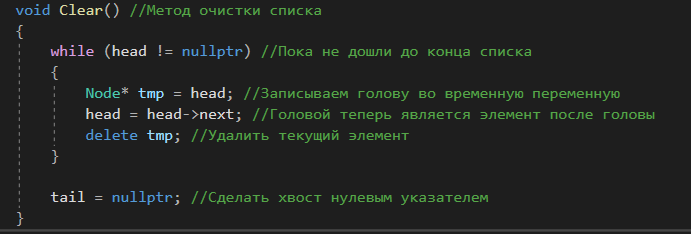 void Clear() //Метод очистки списка
{
while (head != nullptr) //Пока не дошли до конца списка
{
Node* tmp = head; //Записываем голову во временную переменную
head = head->next; //Головой теперь является элемент после головы
delete tmp; //Удалить текущий элемент
}
tail = nullptr; //Сделать хвост нулевым указателем
}